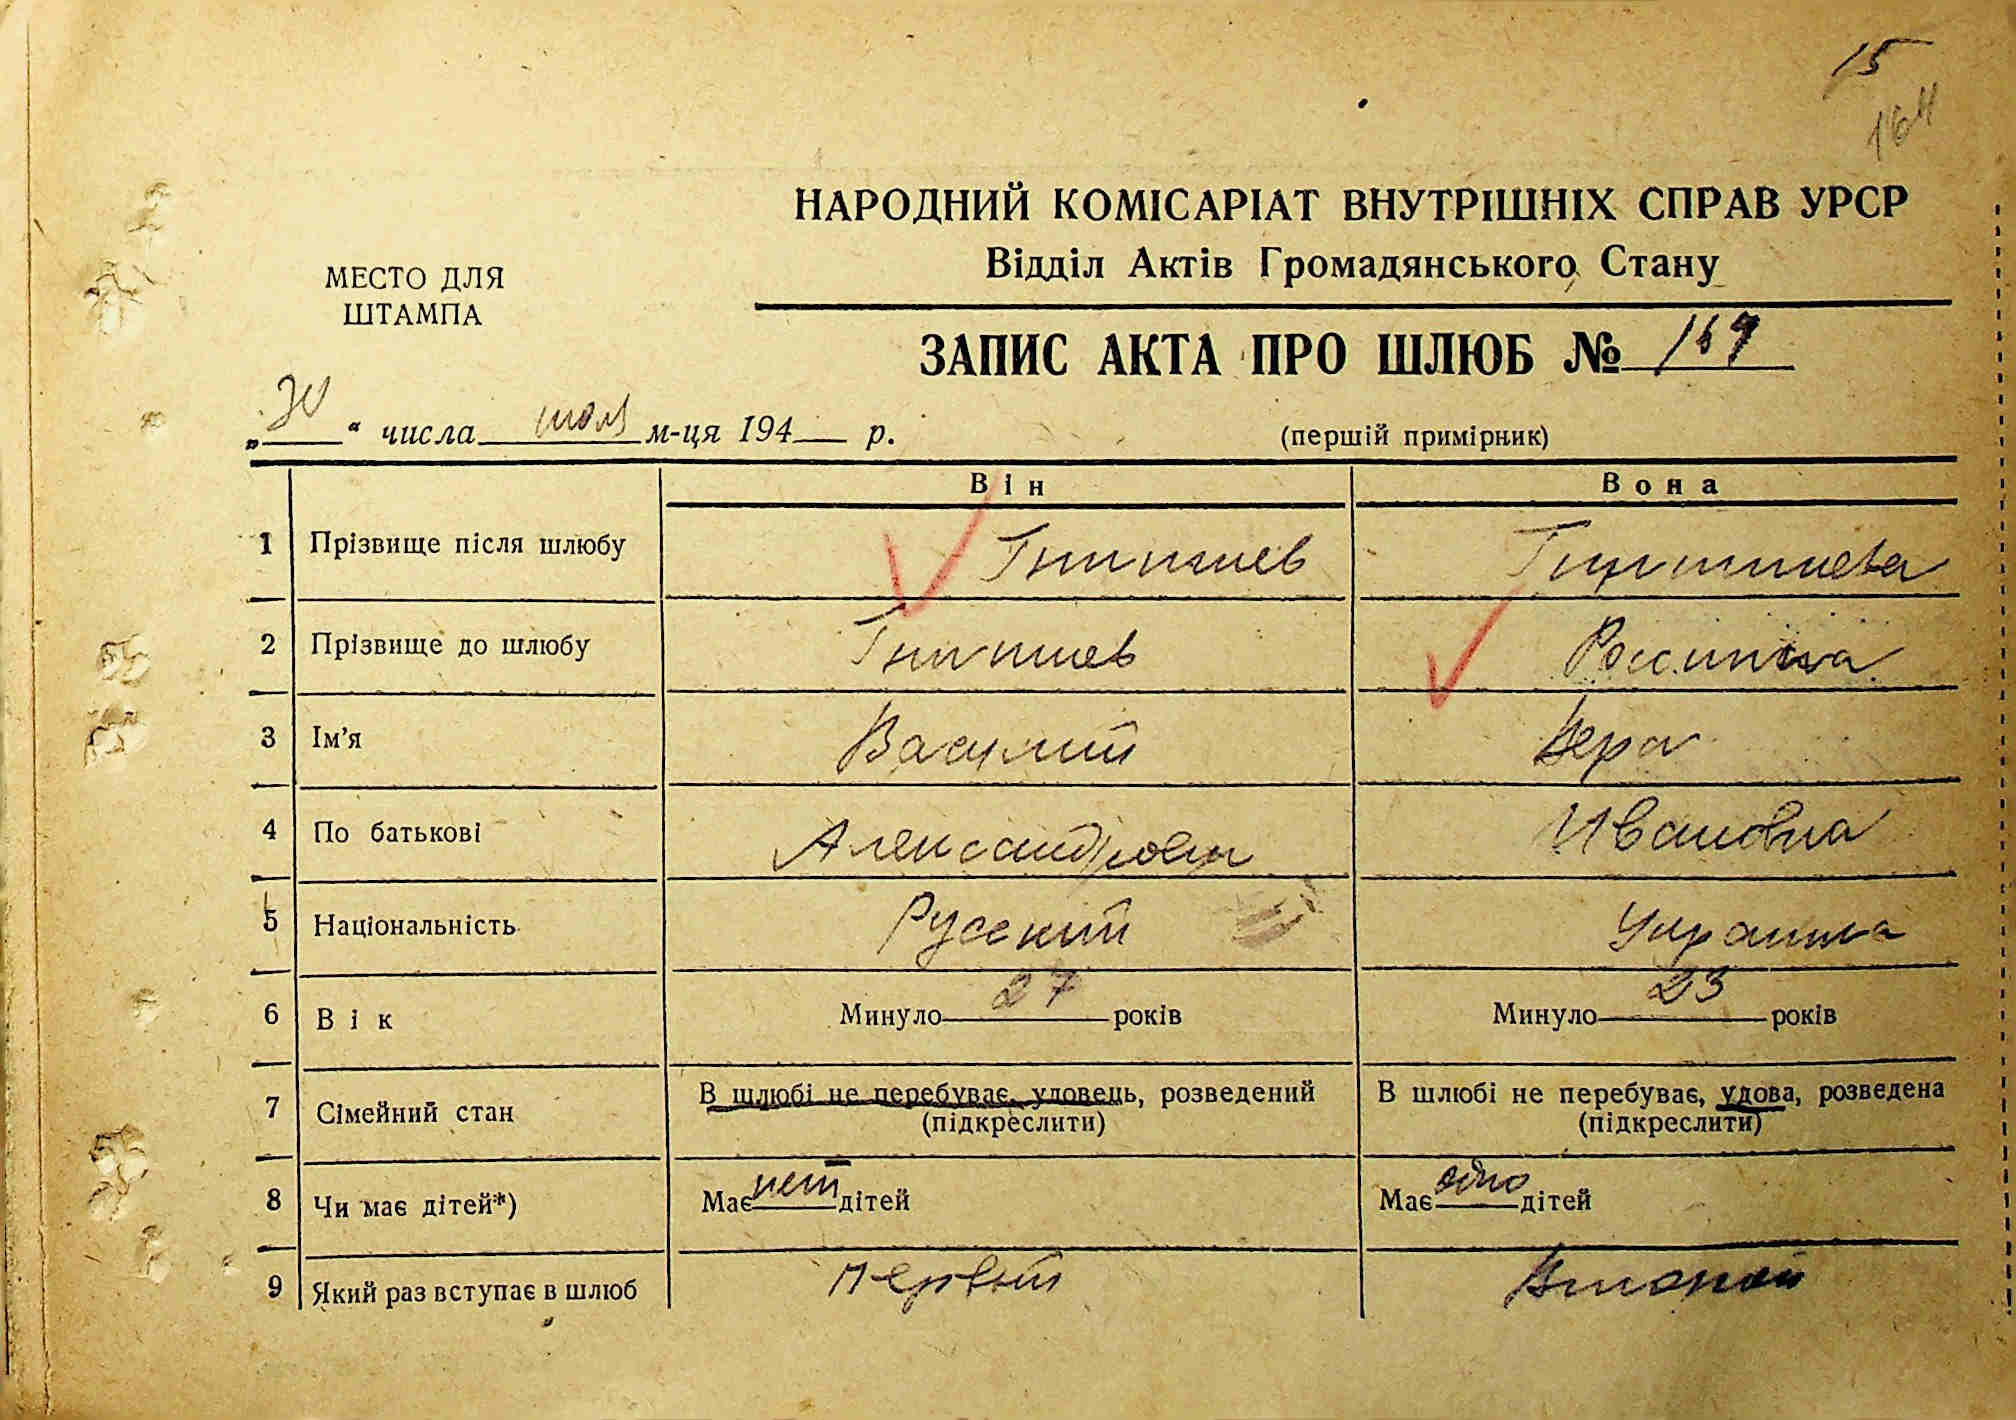 15
164
НАРОДНИЙ КОМІСАРІАТ ВНУТРІШНІХ СПРАВ УРСР
Відділ Актів Громадянського Стану
МЕСТО ДЛЯ
ШТАМПА
ЗАПИС АКТА ПРО ШЛЮБ №
„30“ числа июля м-ця 194 р.
(першій примірник)
Він Вона
1 Прізвище після шлюбу
2 Прізвище до шлюбу
3 Ім'я Василий Вера
4 По батькові Александрович Ивановна
5 Національність Русский Украинка
6 Вік Минуло 27 років Минуло 23 років
7 Сімейний стан В шлюбі не перебуває, удовець, розведений В шлюбі не перебуває, удова, розведена
(підкреслити) (підкреслити)
8 Чи має дітей*) Має нет дітей Має одно дітей
9 Який раз вступає в шлюб Первый Второй